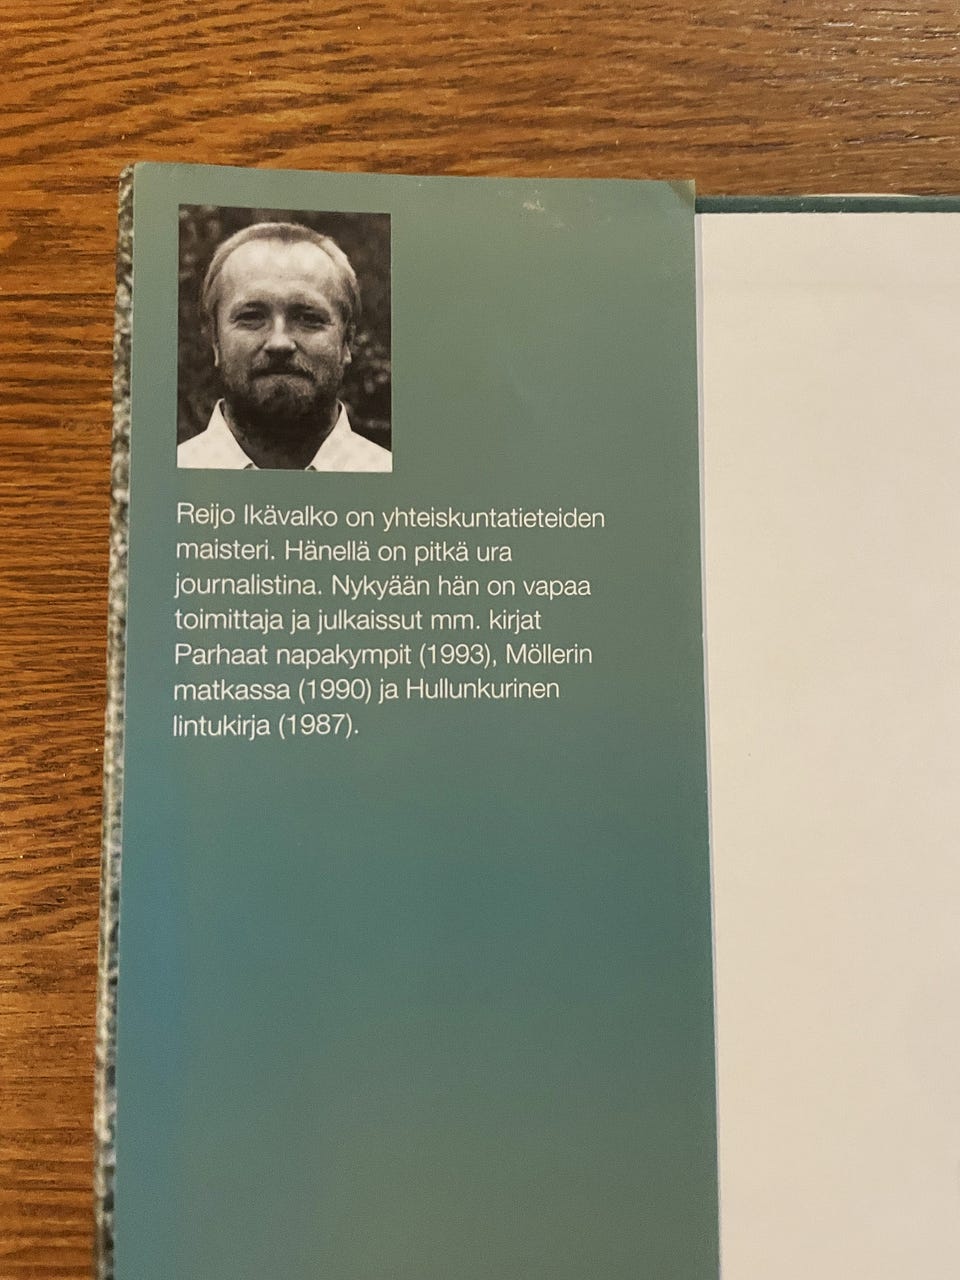 Reijo Ikävalko on yhteiskuntatieteiden
maisteri. Hänellä on pitkä ura
journalistina. Nykyään hän on vapaa
toimittaja ja julkaissut mm. kirjat
Parhaat napakympit (1993), Möllerin
matkassa (1990) ja Hullunkurinen
lintukirja (1987).